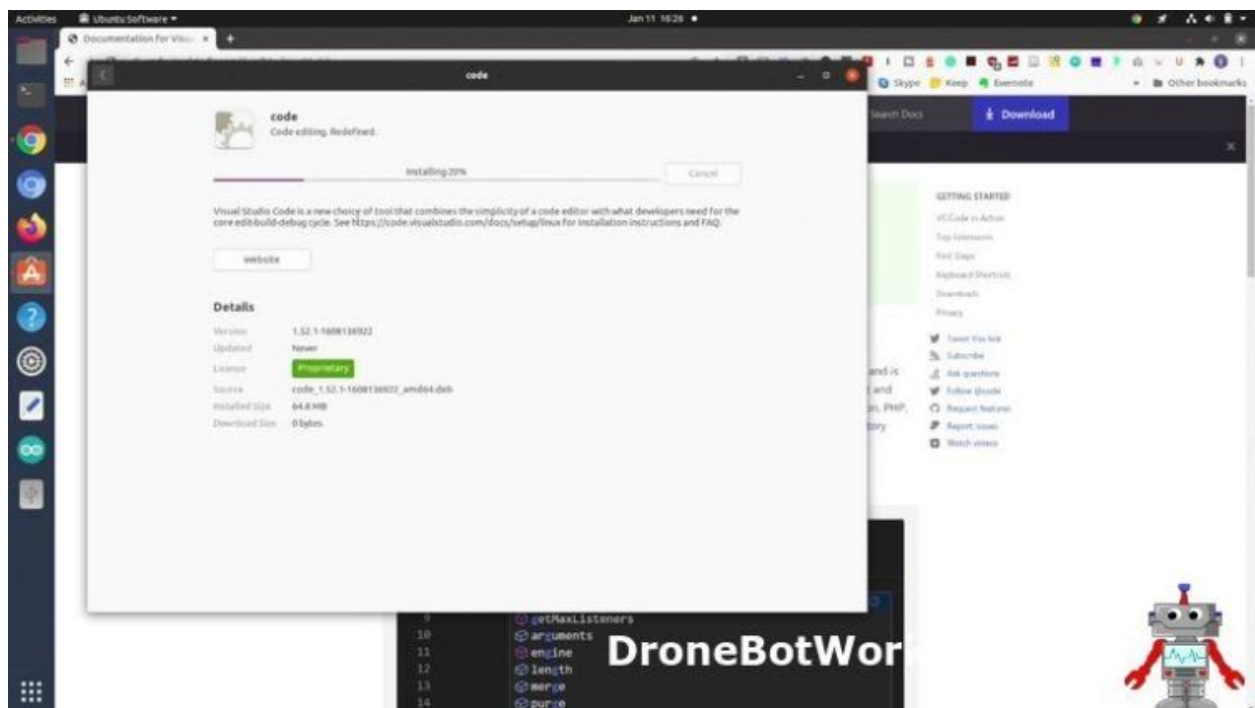 Activities
Ubuntu Software
Jan 11 16:26
Documentation for Visu
Skype
Keep
Evernote
Other bookmarks
code
Search Docs
Download
code
Code editing. Redefined.
Installing 20%
Cancel
Visual Studio Code is a new choice of tool that combines the simplicity of a code editor with what developers need for the
core edit-build-debug cycle. See https://code.visualstudio.com/docs/setup/linux for installation instructions and FAQ.
Website
Details
Version 1.52.1-1608136922
Updated Never
License Proprietary
Source code_1.52.1-1608136922_amd64.deb
Installed Size 64.8 MB
Download Size 0 bytes
GETTING STARTED
VS Code in Action
Top Extensions
First Steps
Keyboard Shortcuts
Downloads
Privacy
Tweet this link
Subscribe
Ask questions
Follow @code
Request features
Report issues
Watch videos
and is
and
on, PHP,
tory
9 getMaxListeners
10 arguments
11 engine
12 length
13 merge
14 purge
DroneBotWor